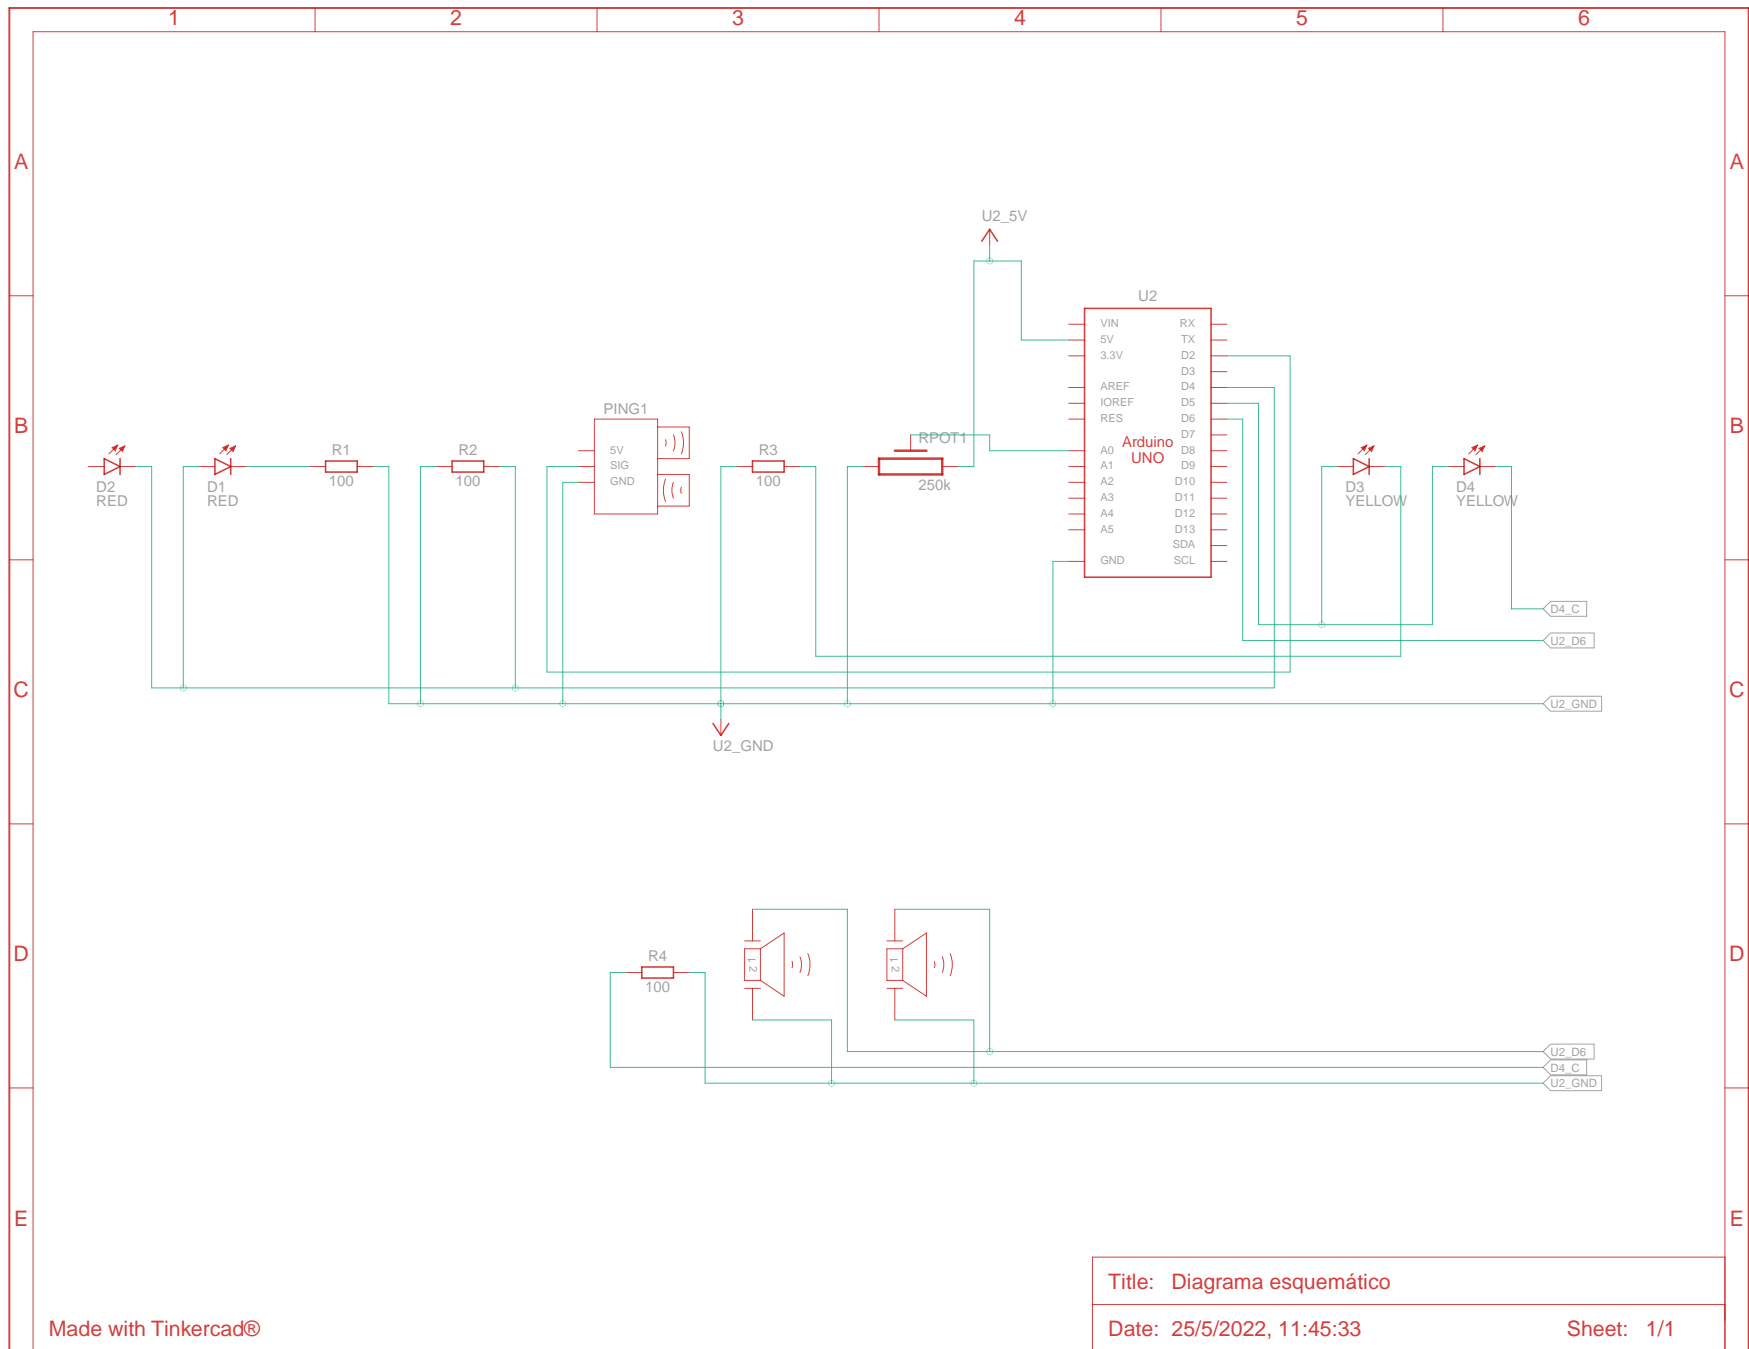 1 2 3 4 5 6
A A
U2_5V
U2
VIN RX
5V TX
3.3V D2
D3
AREF D4
IOREF D5
RES D6
D7
A0 D8
A1 D9
A2 D10
A3 D11
A4 D12
A5 D13
SDA
GND SCL
Arduino
UNO
B B
D2
RED
D1
RED
R1
100
R2
100
PING1
5V
SIG
GND
R3
100
RPOT1
250k
D3
YELLOW
D4
YELLOW
D4_C
U2_D6
C C
U2_GND
U2_GND
D D
R4
100
1 2
1 2
U2_D6
D4_C
U2_GND
E E
Title: Diagrama esquemático
Made with Tinkercad®
Date: 25/5/2022, 11:45:33 Sheet: 1/1